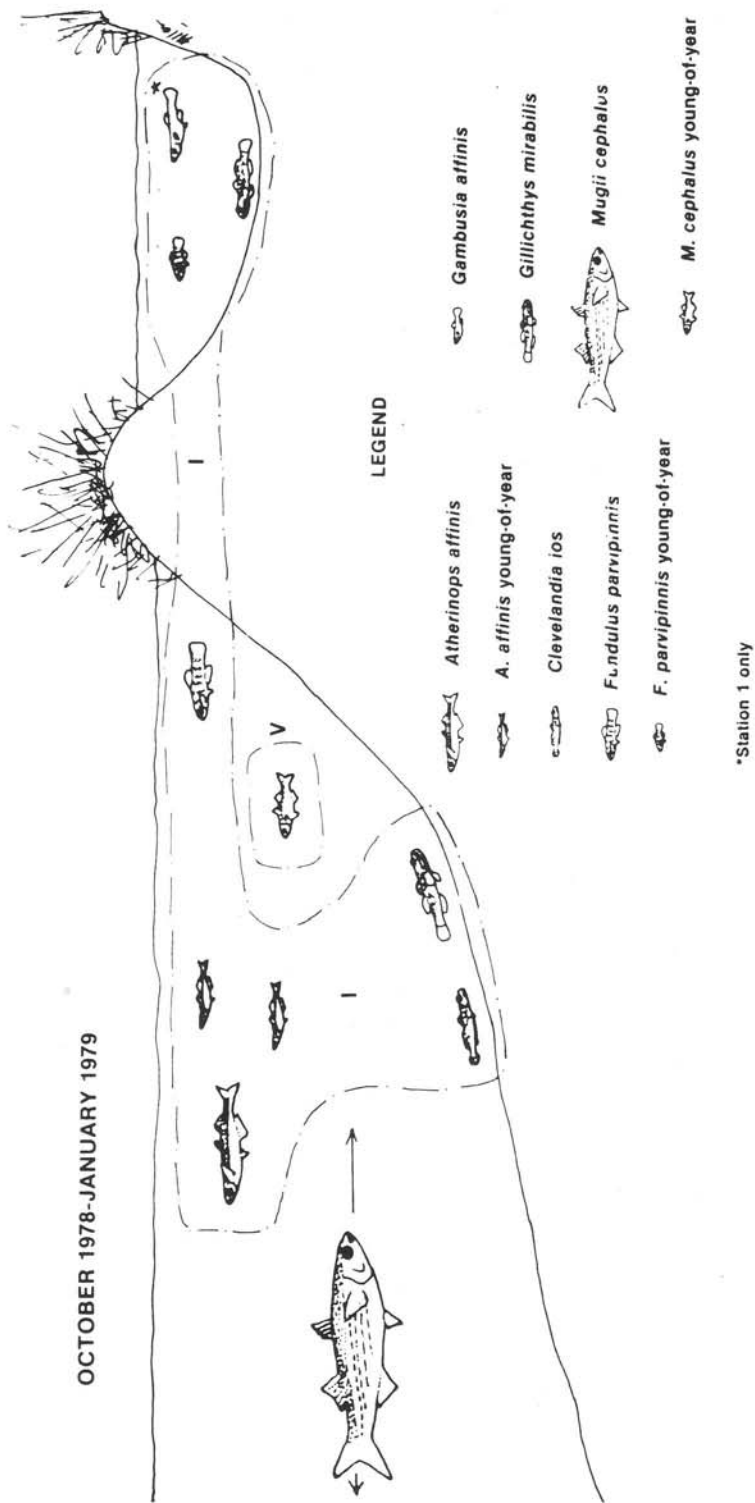 OCTOBER 1978-JANUARY 1979
I
V
I
*
LEGEND
Atherinops affinis
A. affinis young-of-year
Clevelandia ios
Fundulus parvipinnis
F. parvipinnis young-of-year
Gambusia affinis
Gillichthys mirabilis
Mugil cephalus
M. cephalus young-of-year
*Station 1 only